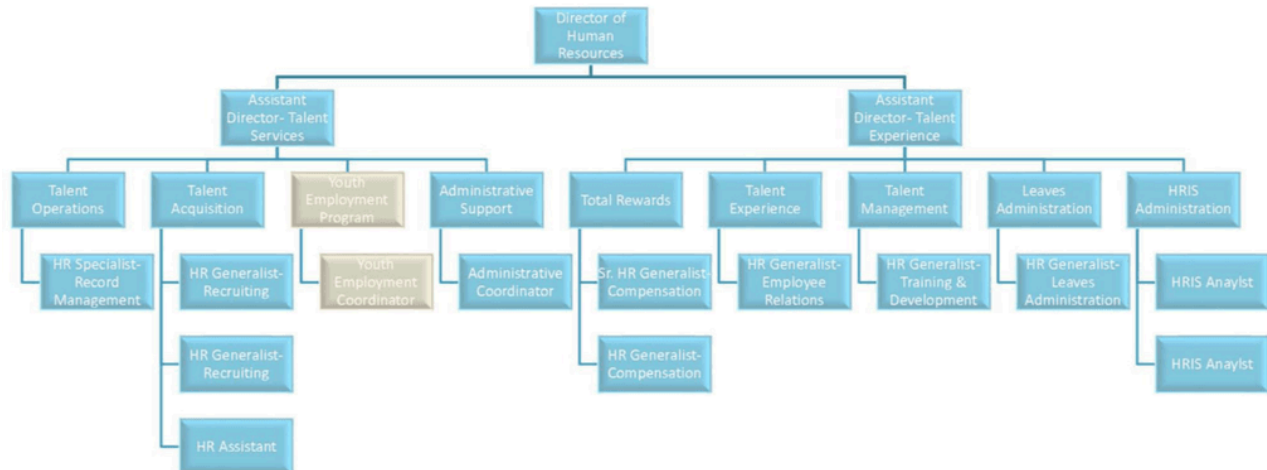 Director of
Human
Resources
Assistant
Director- Talent
Services
Assistant
Director- Talent
Experience
Talent
Operations
Talent
Acquisition
Youth
Employment
Program
Administrative
Support
Total Rewards
Talent
Experience
Talent
Management
Leaves
Administration
HRIS
Administration
HR Specialist-
Record
Management
HR Generalist-
Recruiting
Youth
Employment
Coordinator
Administrative
Coordinator
Sr. HR Generalist-
Compensation
HR Generalist-
Employee
Relations
HR Generalist-
Training &
Development
HR Generalist-
Leaves
Administration
HRIS Anaylst
HR Generalist-
Recruiting
HR Generalist-
Compensation
HRIS Anaylst
HR Assistant